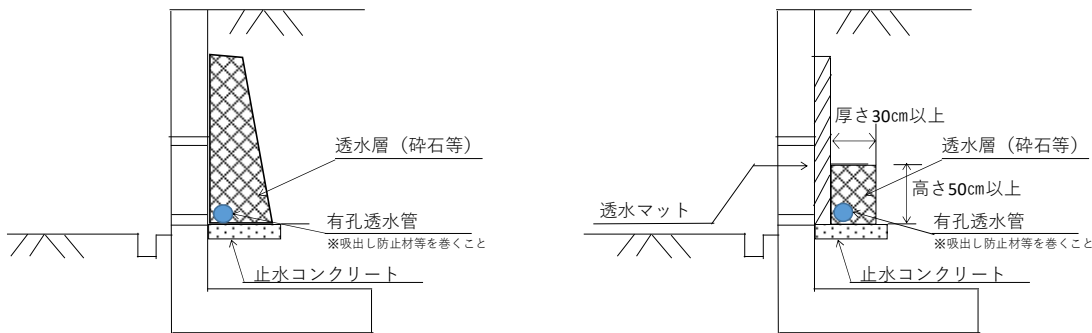 透水層（砕石等）
有孔透水管
※吸出し防止材等を巻くこと
止水コンクリート
厚さ30㎝以上
透水層（砕石等）
高さ50㎝以上
透水マット
有孔透水管
※吸出し防止材等を巻くこと
止水コンクリート